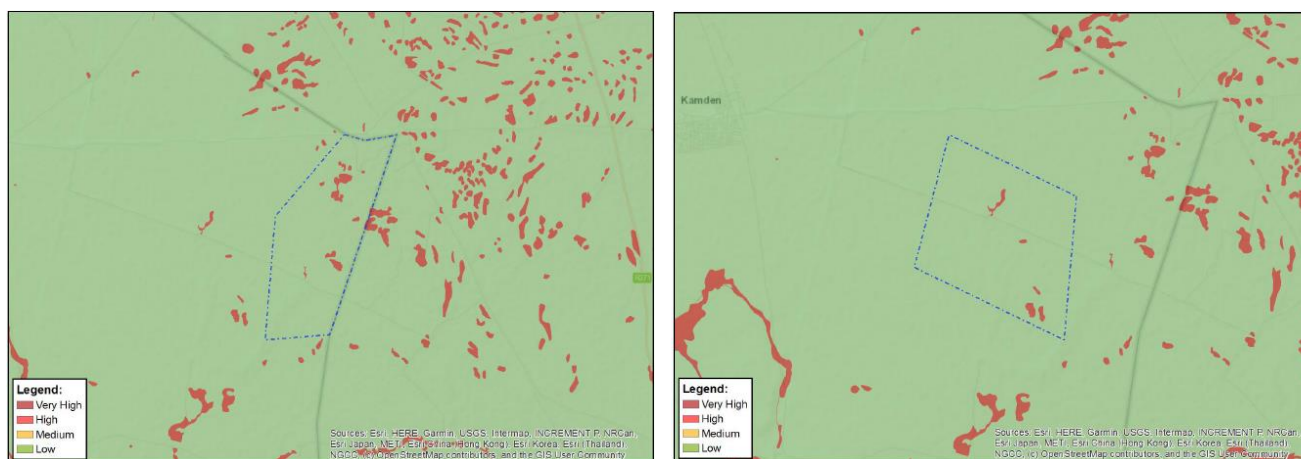 Legend:
Very High
High
Medium
Low
Sources: Esri, HERE, Garmin, USGS, Intermap, INCREMENT P, NRCan,
Esri Japan, METI, Esri China (Hong Kong), Esri Korea, Esri (Thailand),
NGCC, (c) OpenStreetMap contributors, and the GIS User Community
Kamden
Legend:
Very High
High
Medium
Low
Sources: Esri, HERE, Garmin, USGS, Intermap, INCREMENT P, NRCan,
Esri Japan, METI, Esri China (Hong Kong), Esri Korea, Esri (Thailand),
NGCC, (c) OpenStreetMap contributors, and the GIS User Community